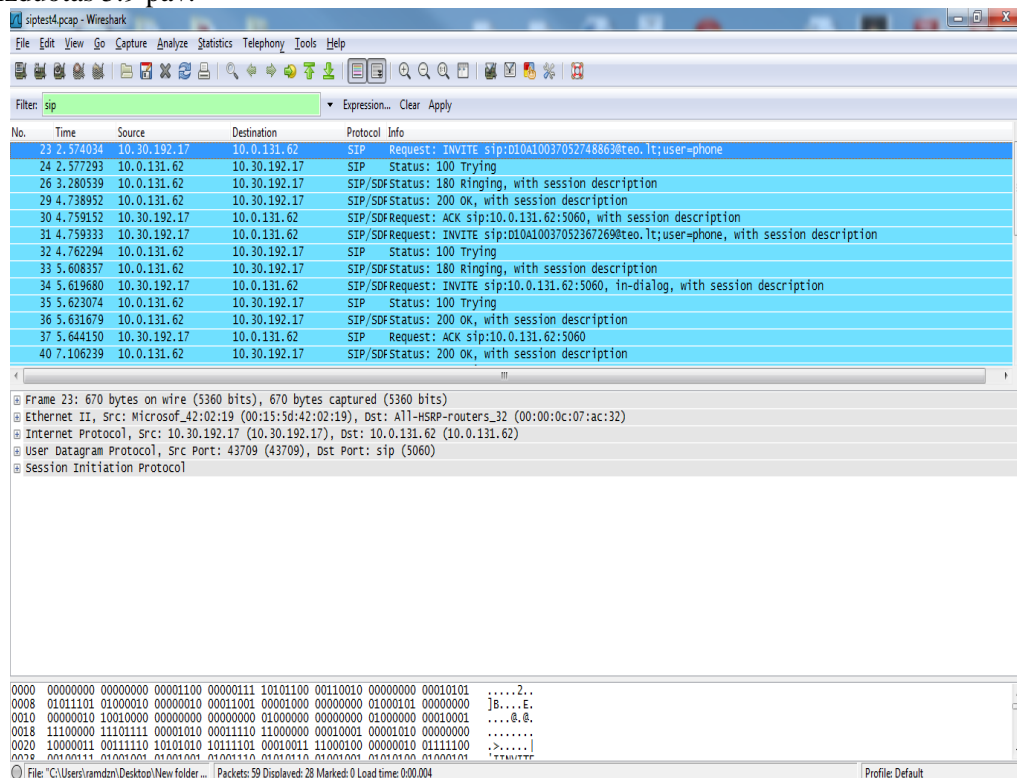 siptest4.pcap - Wireshark
File Edit View Go Capture Analyze Statistics Telephony Tools Help
Filter: sip Expression... Clear Apply
No. Time Source Destination Protocol Info
23 2.574034 10.30.192.17 10.0.131.62 SIP Request: INVITE sip:D10A10037052748863@teo.lt;user=phone
24 2.577293 10.0.131.62 10.30.192.17 SIP Status: 100 Trying
26 3.280539 10.0.131.62 10.30.192.17 SIP/SDF Status: 180 Ringing, with session description
29 4.738952 10.0.131.62 10.30.192.17 SIP/SDF Status: 200 OK, with session description
30 4.759152 10.30.192.17 10.0.131.62 SIP/SDF Request: ACK sip:10.0.131.62:5060, with session description
31 4.759333 10.30.192.17 10.0.131.62 SIP/SDF Request: INVITE sip:D10A10037052367269@teo.lt;user=phone, with session description
32 4.762294 10.0.131.62 10.30.192.17 SIP Status: 100 Trying
33 5.608357 10.0.131.62 10.30.192.17 SIP/SDF Status: 180 Ringing, with session description
34 5.619680 10.30.192.17 10.0.131.62 SIP/SDF Request: INVITE sip:10.0.131.62:5060, in-dialog, with session description
35 5.623074 10.0.131.62 10.30.192.17 SIP Status: 100 Trying
36 5.631679 10.0.131.62 10.30.192.17 SIP/SDF Status: 200 OK, with session description
37 5.644150 10.30.192.17 10.0.131.62 SIP Request: ACK sip:10.0.131.62:5060
40 7.106239 10.0.131.62 10.30.192.17 SIP/SDF Status: 200 OK, with session description
Frame 23: 670 bytes on wire (5360 bits), 670 bytes captured (5360 bits)
Ethernet II, Src: Microsof_42:02:19 (00:15:5d:42:02:19), Dst: All-HSRP-routers_32 (00:00:0c:07:ac:32)
Internet Protocol, Src: 10.30.192.17 (10.30.192.17), Dst: 10.0.131.62 (10.0.131.62)
User Datagram Protocol, Src Port: 43709 (43709), Dst Port: sip (5060)
Session Initiation Protocol
0000 00000000 00000000 00001100 00000111 10101100 00110010 00000000 00010101 .....2..
0008 01011101 01000010 00000010 00011001 00001000 00000000 01000101 00000000 ]B....E.
0010 00000010 10010000 00000000 00000000 01000000 00000000 01000000 00010001 ....@.@.
0018 11100000 11101111 00001010 00011110 11000000 00010001 00001010 00000000 ........
0020 10000011 00111110 10101010 10111101 00010011 11000100 00000010 01111100 .>.....|
File: "C:\Users\ramdzn\Desktop\New folder ... Packets: 59 Displayed: 28 Marked: 0 Load time: 0:00.004 Profile: Default